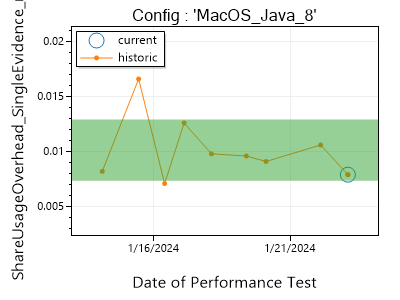 Config : 'MacOS_Java_8'
ShareUsageOverhead_SingleEvidence_
0.02
0.015
0.01
0.005
current
historic
1/16/2024
1/21/2024
Date of Performance Test